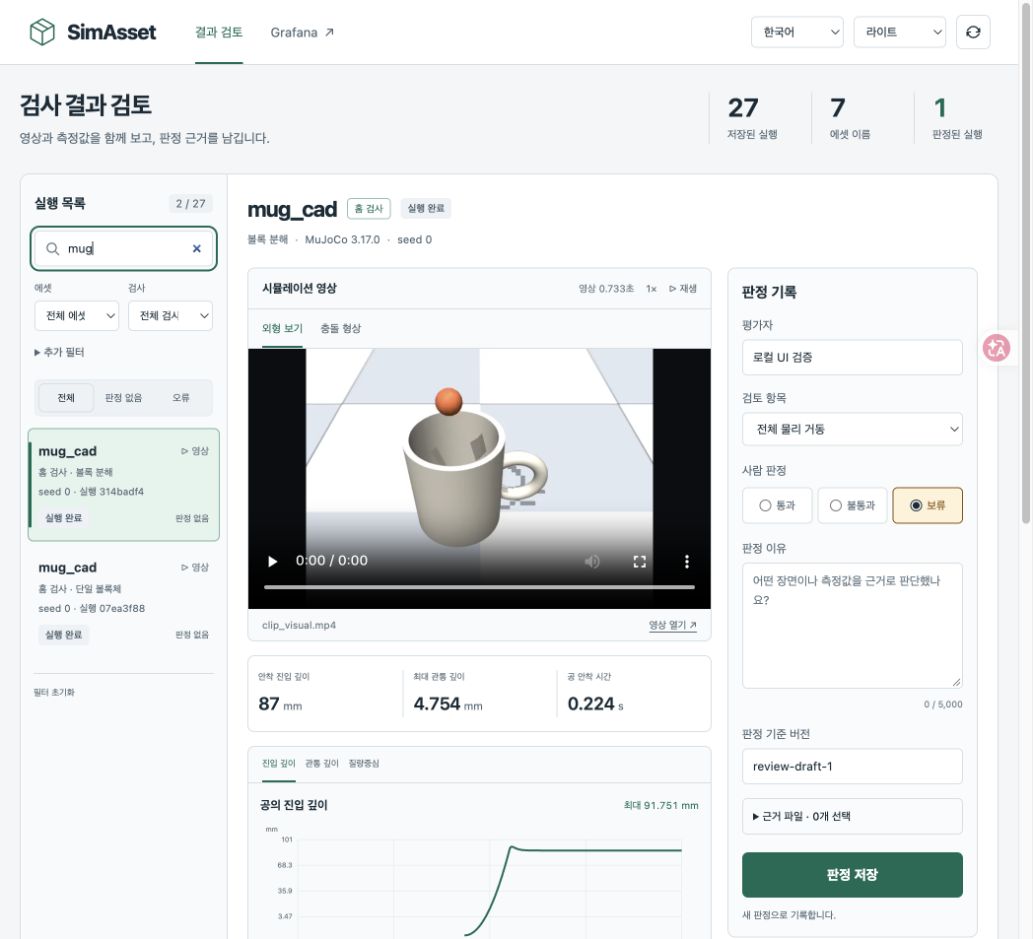 SimAsset
결과 검토
Grafana ↗
한국어
라이트
검사 결과 검토
영상과 측정값을 함께 보고, 판정 근거를 남깁니다.
27
저장된 실행
7
에셋 이름
1
판정된 실행
실행 목록
2 / 27
mug
에셋
검사
전체 에셋
전체 검사
추가 필터
전체
판정 없음
오류
mug_cad
영상
홈 검사 · 볼록 분해
seed 0 · 실행 314badf4
실행 완료
판정 없음
mug_cad
영상
홈 검사 · 단일 볼록체
seed 0 · 실행 07ea3f88
실행 완료
판정 없음
필터 초기화
mug_cad
홈 검사
실행 완료
볼록 분해 · MuJoCo 3.17.0 · seed 0
시뮬레이션 영상
영상 0.733초
1×
재생
외형 보기
충돌 형상
0:00 / 0:00
clip_visual.mp4
영상 열기 ↗
안착 진입 깊이
87 mm
최대 관통 깊이
4.754 mm
공 안착 시간
0.224 s
진입 깊이
관통 깊이
질량중심
공의 진입 깊이
최대 91.751 mm
mm
101
68.3
35.9
3.47
판정 기록
평가자
로컬 UI 검증
검토 항목
전체 물리 거동
사람 판정
통과
불통과
보류
판정 이유
어떤 장면이나 측정값을 근거로 판단했나
요?
0 / 5,000
판정 기준 버전
review-draft-1
근거 파일 · 0개 선택
판정 저장
새 판정으로 기록합니다.